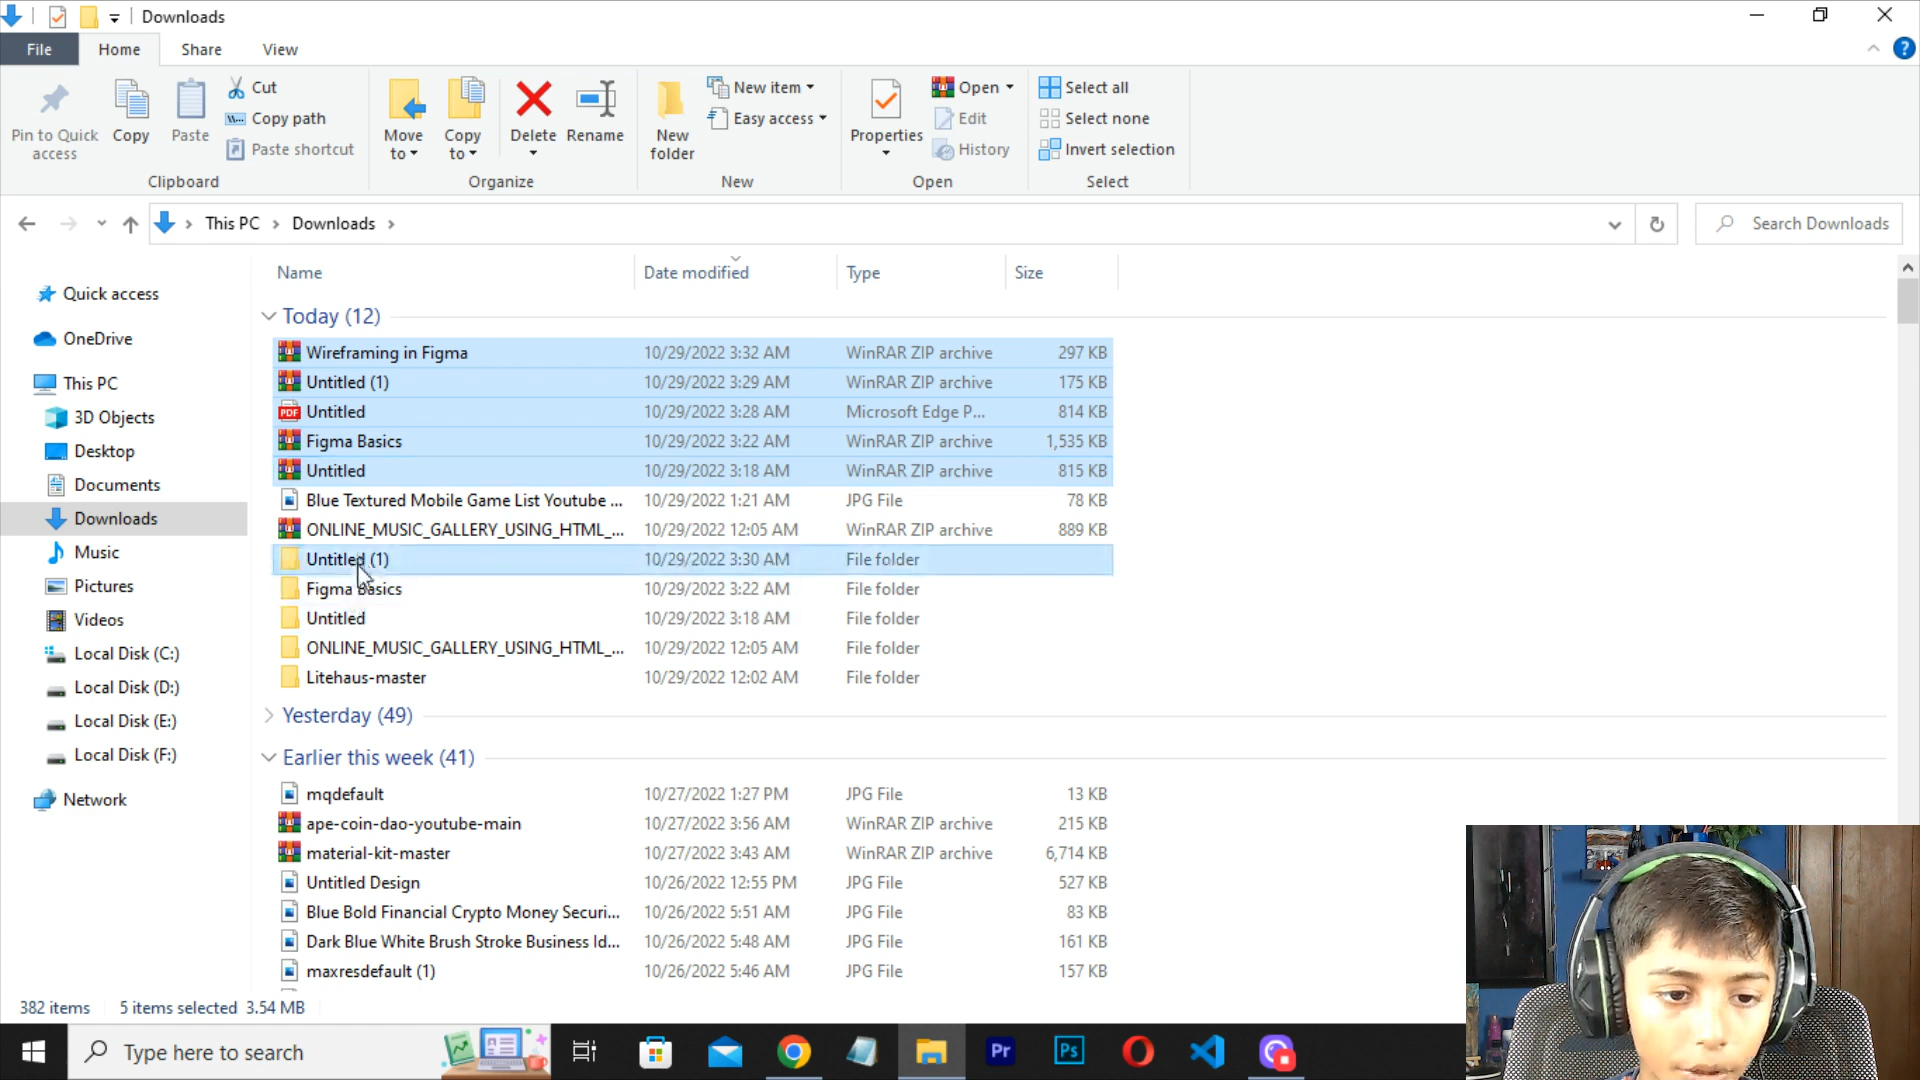 Downloads
File Home Share View
Pin to Quick access
Copy
Paste
Cut
Copy path
Paste shortcut
Clipboard
Move to
Copy to
Delete
Rename
Organize
New folder
New item
Easy access
New
Properties
Open
Edit
History
Open
Select all
Select none
Invert selection
Select
This PC Downloads
Search Downloads
Quick access
OneDrive
This PC
3D Objects
Desktop
Documents
Downloads
Music
Pictures
Videos
Local Disk (C:)
Local Disk (D:)
Local Disk (E:)
Local Disk (F:)
Network
Name Date modified Type Size
Today (12)
Wireframing in Figma 10/29/2022 3:32 AM WinRAR ZIP archive 297 KB
Untitled (1) 10/29/2022 3:29 AM WinRAR ZIP archive 175 KB
PDF Untitled 10/29/2022 3:28 AM Microsoft Edge P... 814 KB
Figma Basics 10/29/2022 3:22 AM WinRAR ZIP archive 1,535 KB
Untitled 10/29/2022 3:18 AM WinRAR ZIP archive 815 KB
Blue Textured Mobile Game List Youtube ... 10/29/2022 1:21 AM JPG File 78 KB
ONLINE_MUSIC_GALLERY_USING_HTML_... 10/29/2022 12:05 AM WinRAR ZIP archive 889 KB
Untitled (1) 10/29/2022 3:30 AM File folder
Figma Basics 10/29/2022 3:22 AM File folder
Untitled 10/29/2022 3:18 AM File folder
ONLINE_MUSIC_GALLERY_USING_HTML_... 10/29/2022 12:05 AM File folder
Litehaus-master 10/29/2022 12:02 AM File folder
Yesterday (49)
Earlier this week (41)
mqdefault 10/27/2022 1:27 PM JPG File 13 KB
ape-coin-dao-youtube-main 10/27/2022 3:56 AM WinRAR ZIP archive 215 KB
material-kit-master 10/27/2022 3:43 AM WinRAR ZIP archive 6,714 KB
Untitled Design 10/26/2022 12:55 PM JPG File 527 KB
Blue Bold Financial Crypto Money Securi... 10/26/2022 5:51 AM JPG File 83 KB
Dark Blue White Brush Stroke Business Id... 10/26/2022 5:48 AM JPG File 161 KB
maxresdefault (1) 10/26/2022 5:46 AM JPG File 157 KB
382 items 5 items selected 3.54 MB
Type here to search
Pr Ps